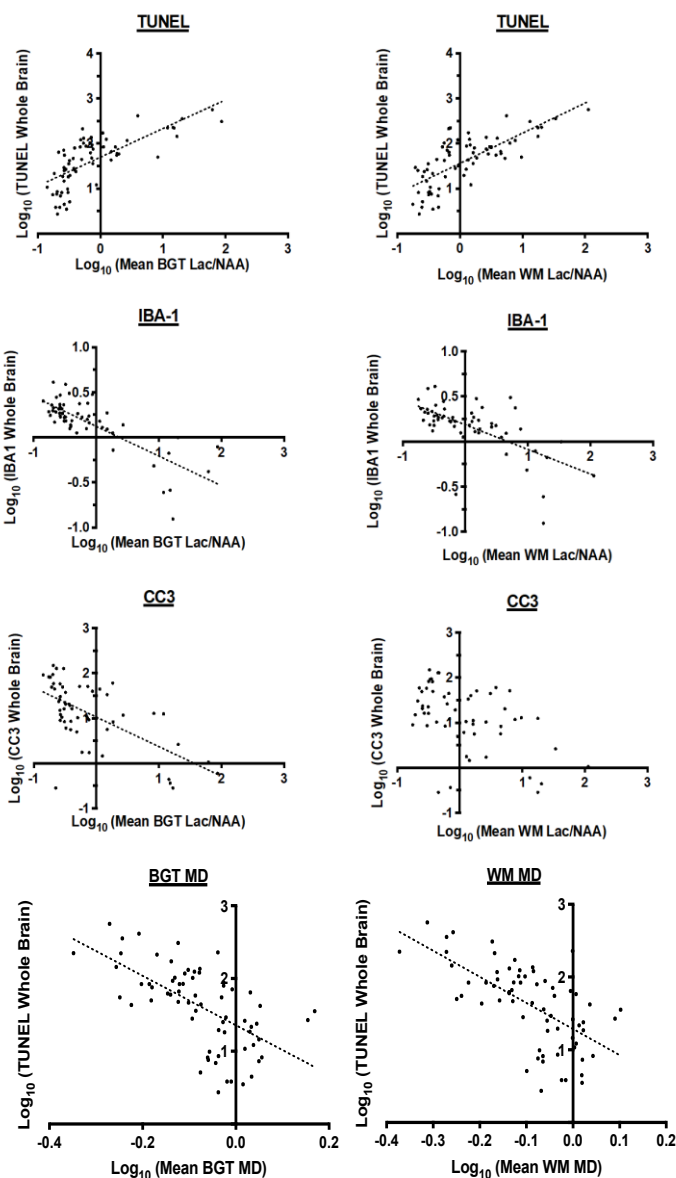 TUNEL
Log10 (TUNEL Whole Brain)
4
3
2
1
-1
0
1
2
3
Log10 (Mean BGT Lac/NAA)
TUNEL
Log10 (TUNEL Whole Brain)
4
3
2
1
-1
0
1
2
3
Log10 (Mean WM Lac/NAA)
IBA-1
Log10 (IBA1 Whole Brain)
1.0
0.5
-1
0
1
2
3
-0.5
-1.0
Log10 (Mean BGT Lac/NAA)
IBA-1
Log10 (IBA1 Whole Brain)
1.0
0.5
-1
0
1
2
3
-0.5
-1.0
Log10 (Mean WM Lac/NAA)
CC3
Log10 (CC3 Whole Brain)
3
2
1
-1
0
1
2
3
-1
Log10 (Mean BGT Lac/NAA)
CC3
Log10 (CC3 Whole Brain)
3
2
1
-1
0
1
2
3
-1
Log10 (Mean WM Lac/NAA)
BGT MD
Log10 (TUNEL Whole Brain)
3
2
1
-0.4
-0.2
0.0
0.2
Log10 (Mean BGT MD)
WM MD
Log10 (TUNEL Whole Brain)
3
2
1
-0.4
-0.3
-0.2
-0.1
0.0
0.1
0.2
Log10 (Mean WM MD)